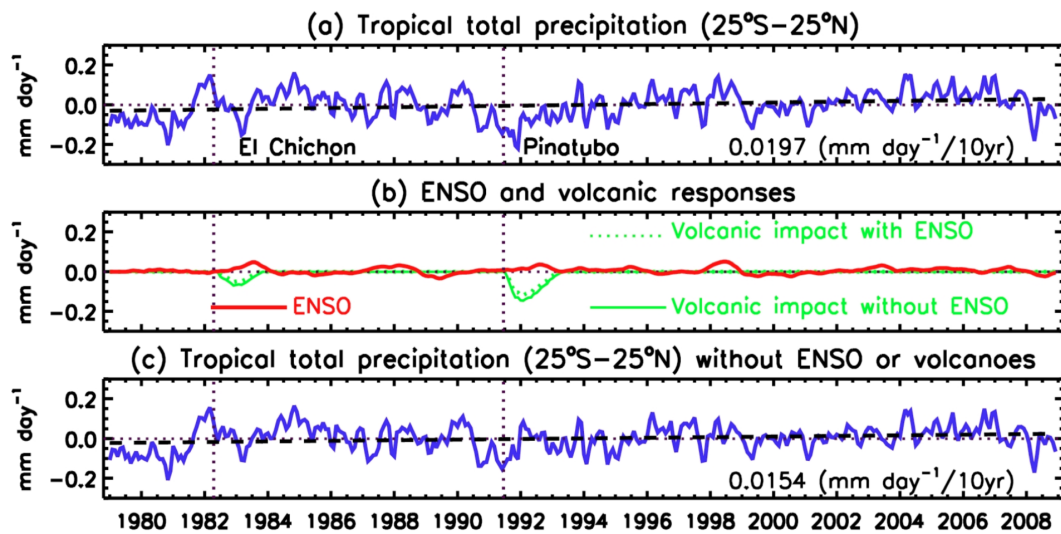 (a) Tropical total precipitation (25°S−25°N)
mm day⁻¹
0.2
0.0
−0.2
El Chichon
Pinatubo
0.0197 (mm day⁻¹/10yr)
(b) ENSO and volcanic responses
mm day⁻¹
0.2
0.0
−0.2
Volcanic impact with ENSO
ENSO
Volcanic impact without ENSO
(c) Tropical total precipitation (25°S−25°N) without ENSO or volcanoes
mm day⁻¹
0.2
0.0
−0.2
0.0154 (mm day⁻¹/10yr)
1980 1982 1984 1986 1988 1990 1992 1994 1996 1998 2000 2002 2004 2006 2008